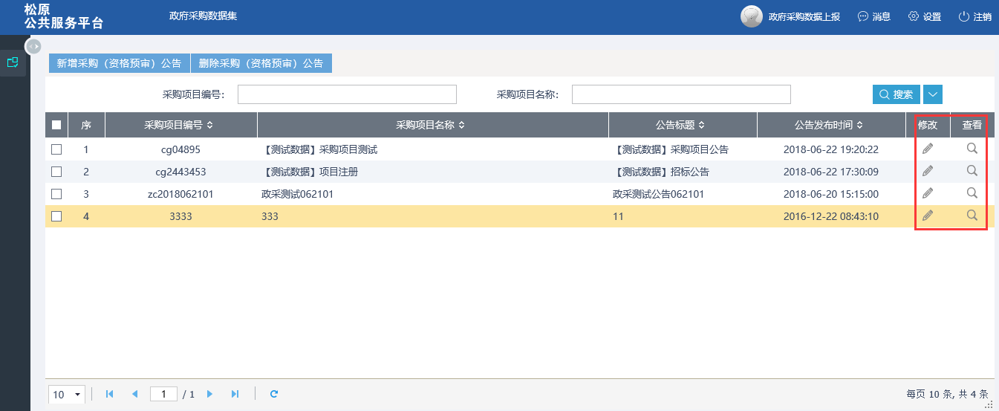 松原
公共服务平台
政府采购数据集
政府采购数据上报 消息 设置 注销
新增采购（资格预审）公告 删除采购（资格预审）公告
采购项目编号: 采购项目名称: 搜索
序 采购项目编号 采购项目名称 公告标题 公告发布时间 修改 查看
1 cg04895 【测试数据】采购项目测试 【测试数据】采购项目公告 2018-06-22 19:20:22
2 cg2443453 【测试数据】项目注册 【测试数据】招标公告 2018-06-22 17:30:09
3 zc2018062101 政采测试062101 政采测试公告062101 2018-06-20 15:15:00
4 3333 333 11 2016-12-22 08:43:10
10 1 / 1 每页 10 条, 共 4 条